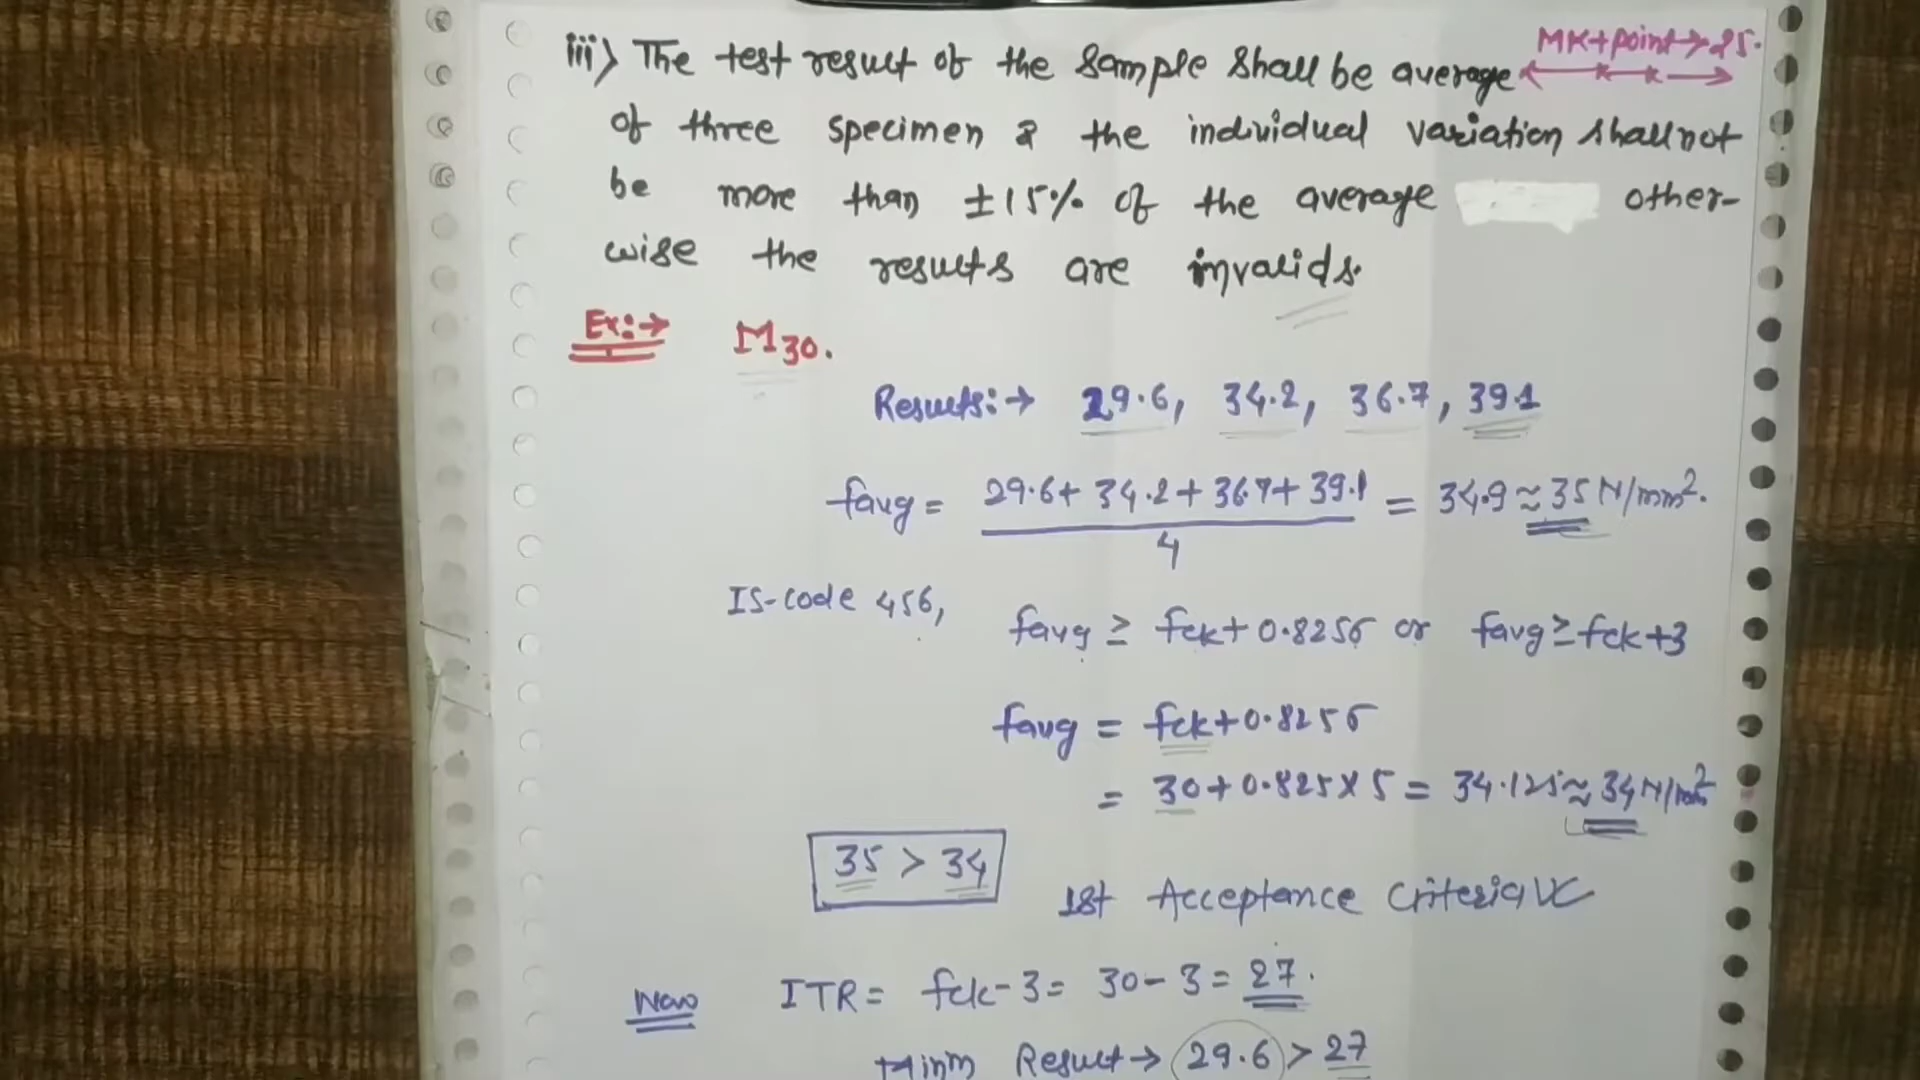 MK+point→25.
iii) The test result of the Sample Shall be average
of three specimen & the individual variation shall not
be more than ±15% of the average other-
wise the results are invalids.
Ex:→ M30.
Results:→ 29.6, 34.2, 36.7, 39.1
favg = 29.6+34.2+36.7+39.1 / 4 = 34.9≈35 N/mm².
IS-code 456,
favg ≥ fck+0.825σ or favg ≥ fck+3
favg = fck+0.825σ
= 30+0.825×5 = 34.125≈34 N/mm²
35 > 34
1st Acceptance Criteria
Now ITR = fck-3 = 30-3 = 27.
Minm Result→ 29.6 > 27